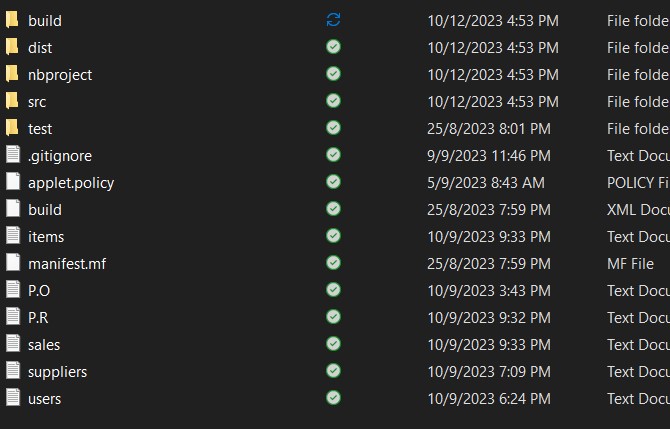 build 10/12/2023 4:53 PM File folde
dist 10/12/2023 4:53 PM File folde
nbproject 10/12/2023 4:53 PM File folde
src 10/12/2023 4:53 PM File folde
test 25/8/2023 8:01 PM File folde
.gitignore 9/9/2023 11:46 PM Text Docu
applet.policy 5/9/2023 8:43 AM POLICY Fi
build 25/8/2023 7:59 PM XML Docu
items 10/9/2023 9:33 PM Text Docu
manifest.mf 25/8/2023 7:59 PM MF File
P.O 10/9/2023 3:43 PM Text Docu
P.R 10/9/2023 9:32 PM Text Docu
sales 10/9/2023 9:33 PM Text Docu
suppliers 10/9/2023 7:09 PM Text Docu
users 10/9/2023 6:24 PM Text Docu